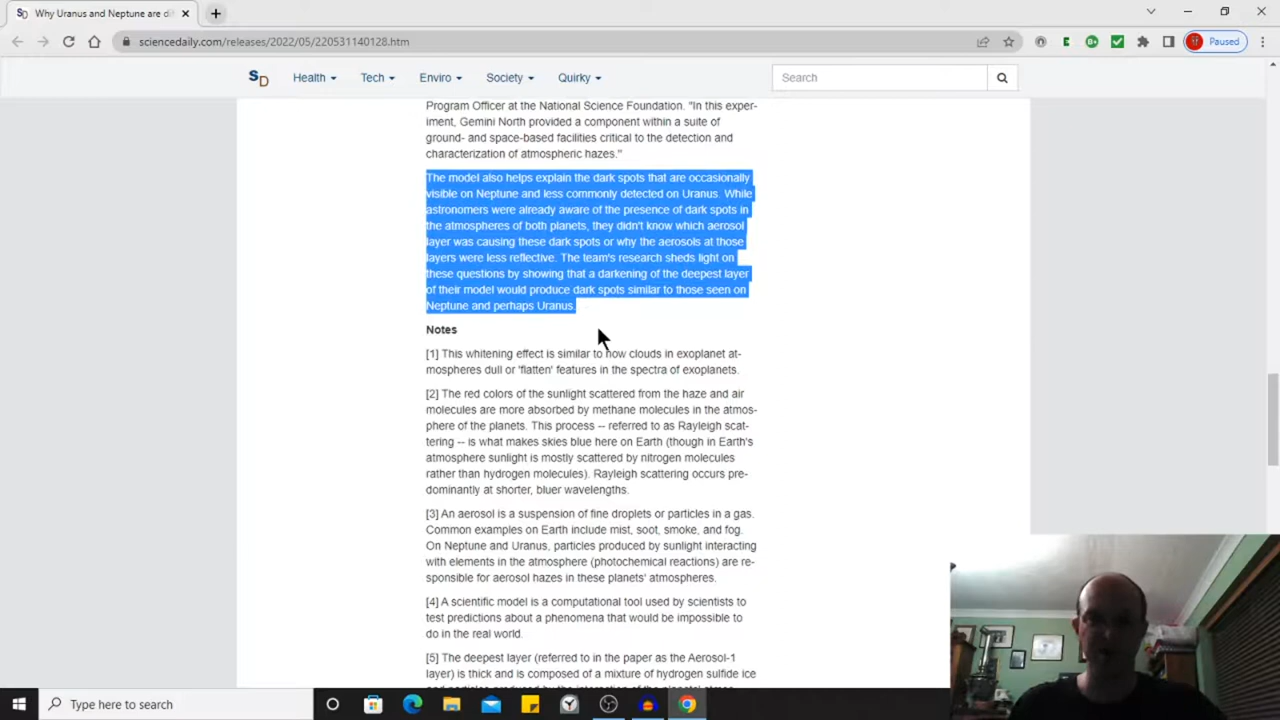 Why Uranus and Neptune are di
sciencedaily.com/releases/2022/05/220531140128.htm
Paused
SD
Health
Tech
Enviro
Society
Quirky
Search
Program Officer at the National Science Foundation. "In this exper-
iment, Gemini North provided a component within a suite of
ground- and space-based facilities critical to the detection and
characterization of atmospheric hazes."
The model also helps explain the dark spots that are occasionally
visible on Neptune and less commonly detected on Uranus. While
astronomers were already aware of the presence of dark spots in
the atmospheres of both planets, they didn't know which aerosol
layer was causing these dark spots or why the aerosols at those
layers were less reflective. The team's research sheds light on
these questions by showing that a darkening of the deepest layer
of their model would produce dark spots similar to those seen on
Neptune and perhaps Uranus.
Notes
[1] This whitening effect is similar to how clouds in exoplanet at-
mospheres dull or 'flatten' features in the spectra of exoplanets.
[2] The red colors of the sunlight scattered from the haze and air
molecules are more absorbed by methane molecules in the atmos-
phere of the planets. This process -- referred to as Rayleigh scat-
tering -- is what makes skies blue here on Earth (though in Earth's
atmosphere sunlight is mostly scattered by nitrogen molecules
rather than hydrogen molecules). Rayleigh scattering occurs pre-
dominantly at shorter, bluer wavelengths.
[3] An aerosol is a suspension of fine droplets or particles in a gas.
Common examples on Earth include mist, soot, smoke, and fog.
On Neptune and Uranus, particles produced by sunlight interacting
with elements in the atmosphere (photochemical reactions) are re-
sponsible for aerosol hazes in these planets' atmospheres.
[4] A scientific model is a computational tool used by scientists to
test predictions about a phenomena that would be impossible to
do in the real world.
[5] The deepest layer (referred to in the paper as the Aerosol-1
layer) is thick and is composed of a mixture of hydrogen sulfide ice
Type here to search